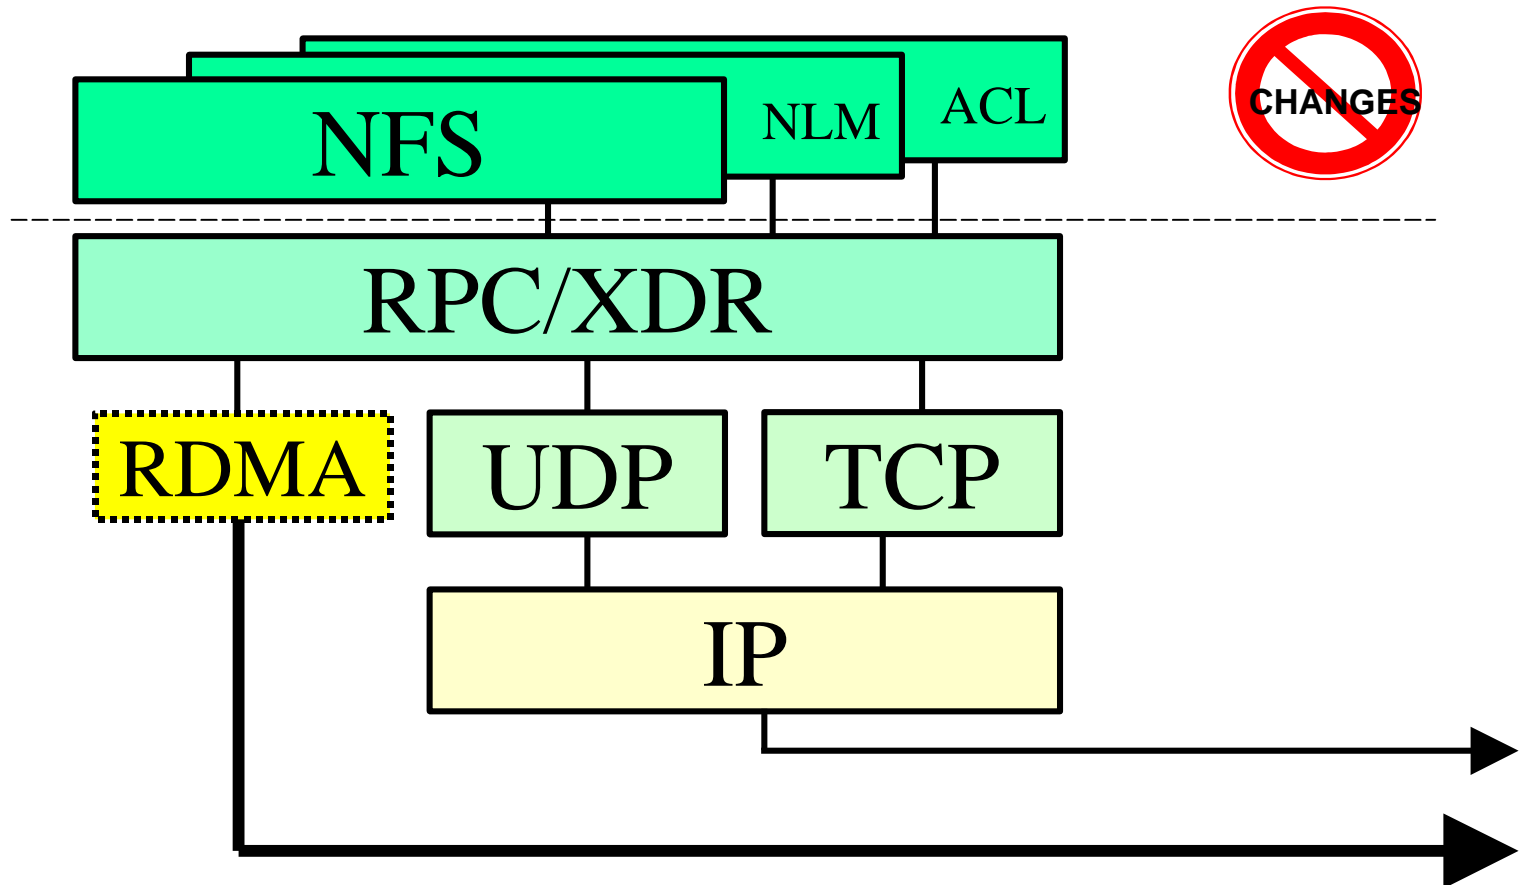 NFS
NLM
ACL
CHANGES
RPC/XDR
RDMA
UDP
TCP
IP